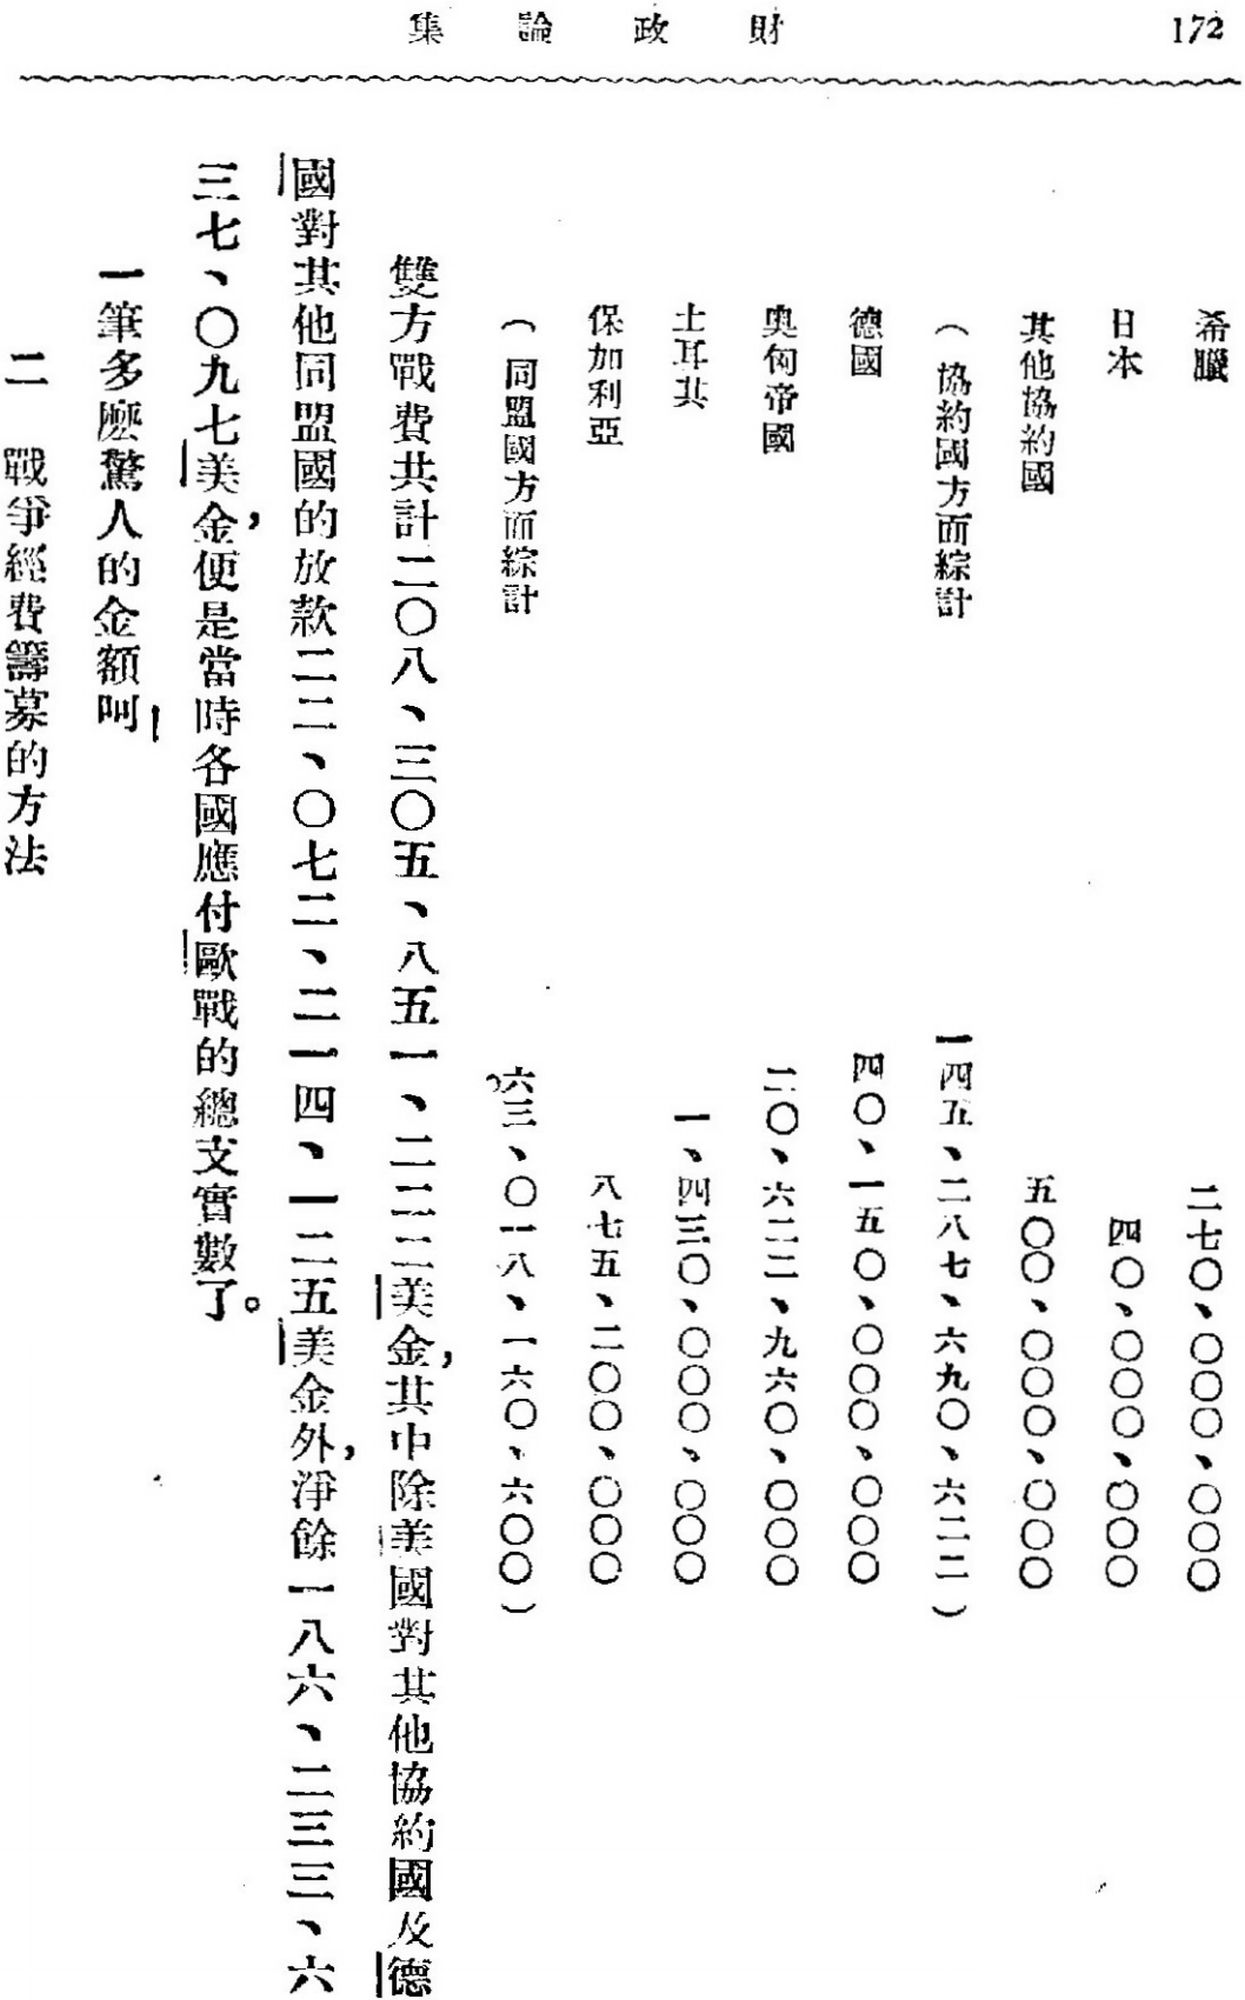 172
財政論集
希臘 二七〇、〇〇〇、〇〇〇
日本 四〇、〇〇〇、〇〇〇
其他協約國 五〇〇、〇〇〇、〇〇〇
（協約國方面綜計 一四五、二八七、六九〇、六二二）
德國 四〇、一五〇、〇〇〇、〇〇〇
奧匈帝國 二〇、六二二、九六〇、〇〇〇
土耳其 一、四三〇、〇〇〇、〇〇〇
保加利亞 八七五、二〇〇、〇〇〇
（同盟國方面綜計 六三、〇一八、一六〇、六〇〇）
雙方戰費共計二〇八、三〇五、八五一、二二二美金，其中除美國對其他協約國及德
國對其他同盟國的放款二二、〇七二、二一四、一二五美金外，淨餘一八六、二三三、六
三七、〇九七美金，便是當時各國應付歐戰的總支實數了。
一筆多麼驚人的金額呵！
二 戰爭經費籌募的方法